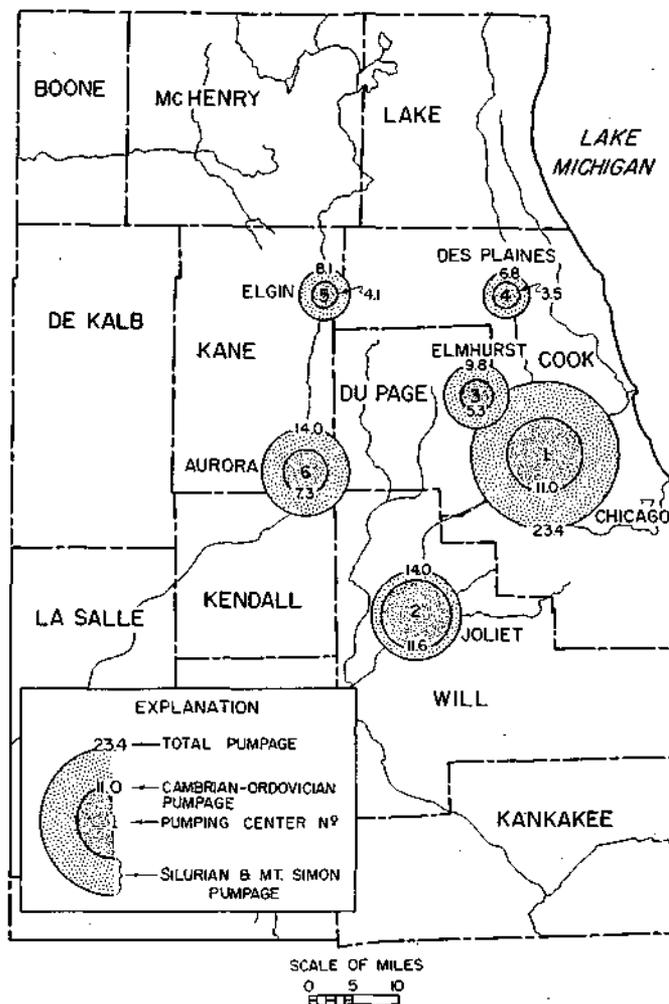 BOONE
McHENRY
LAKE
LAKE
MICHIGAN
DE KALB
KANE
ELGIN
8.1
5
4.1
DES PLAINES
6.8
4
3.5
ELMHURST
9.8
3
5.3
COOK
DU PAGE
1
11.0
CHICAGO
23.4
14.0
AURORA
6
7.3
LA SALLE
KENDALL
14.0
2
11.6
JOLIET
WILL
KANKAKEE
EXPLANATION
23.4 TOTAL PUMPAGE
11.0 CAMBRIAN-ORDOVICIAN
PUMPAGE
1 PUMPING CENTER Nº
SILURIAN & MT. SIMON
PUMPAGE
SCALE OF MILES
0 5 10